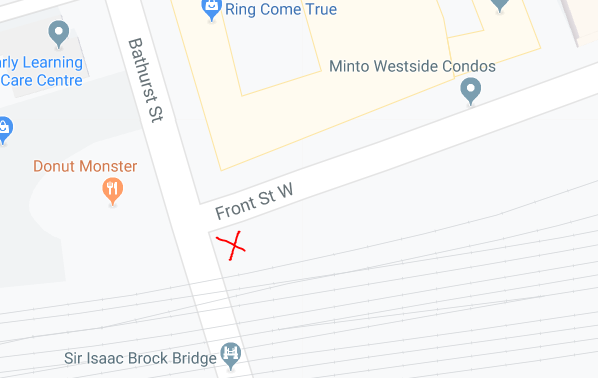 Ring Come True
Bathurst St
arly Learning
Care Centre
Minto Westside Condos
Donut Monster
Front St W
Sir Isaac Brock Bridge